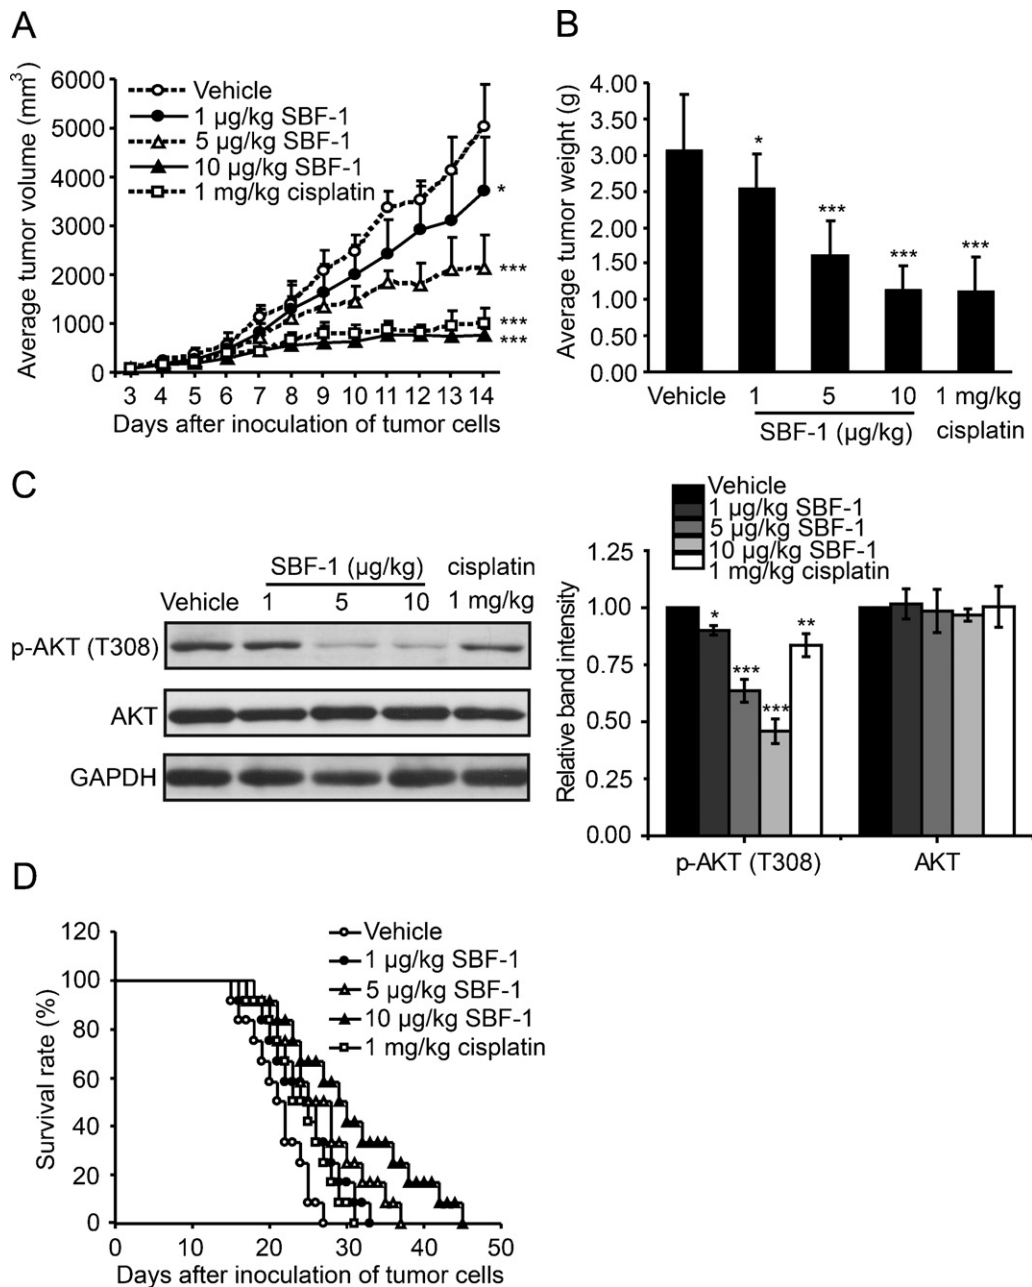 A
Average tumor volume (mm³)
6000
5000
4000
3000
2000
1000
0
Vehicle
1 µg/kg SBF-1
5 µg/kg SBF-1
10 µg/kg SBF-1
1 mg/kg cisplatin
*
***
***
***
3 4 5 6 7 8 9 10 11 12 13 14
Days after inoculation of tumor cells
B
Average tumor weight (g)
4.00
3.50
3.00
2.50
2.00
1.50
1.00
0.00
*
***
***
***
Vehicle 1 5 10 1 mg/kg
SBF-1 (µg/kg) cisplatin
C
SBF-1 (µg/kg) cisplatin
Vehicle 1 5 10 1 mg/kg
p-AKT (T308)
AKT
GAPDH
Vehicle
1 µg/kg SBF-1
5 µg/kg SBF-1
10 µg/kg SBF-1
1 mg/kg cisplatin
Relative band intensity
1.25
1.00
0.75
0.50
0.25
0.00
*
***
***
**
p-AKT (T308) AKT
D
Survival rate (%)
120
100
80
60
40
20
0
Vehicle
1 µg/kg SBF-1
5 µg/kg SBF-1
10 µg/kg SBF-1
1 mg/kg cisplatin
0 10 20 30 40 50
Days after inoculation of tumor cells